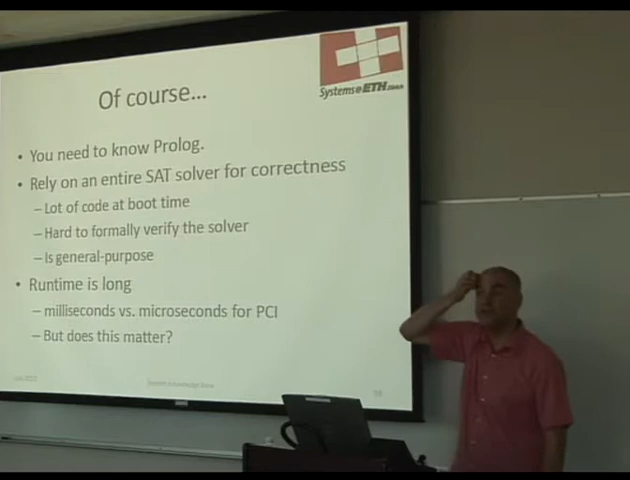 Systems@ETH Zürich
Of course...
• You need to know Prolog.
• Rely on an entire SAT solver for correctness
– Lot of code at boot time
– Hard to formally verify the solver
– Is general-purpose
• Runtime is long
– milliseconds vs. microseconds for PCI
– But does this matter?